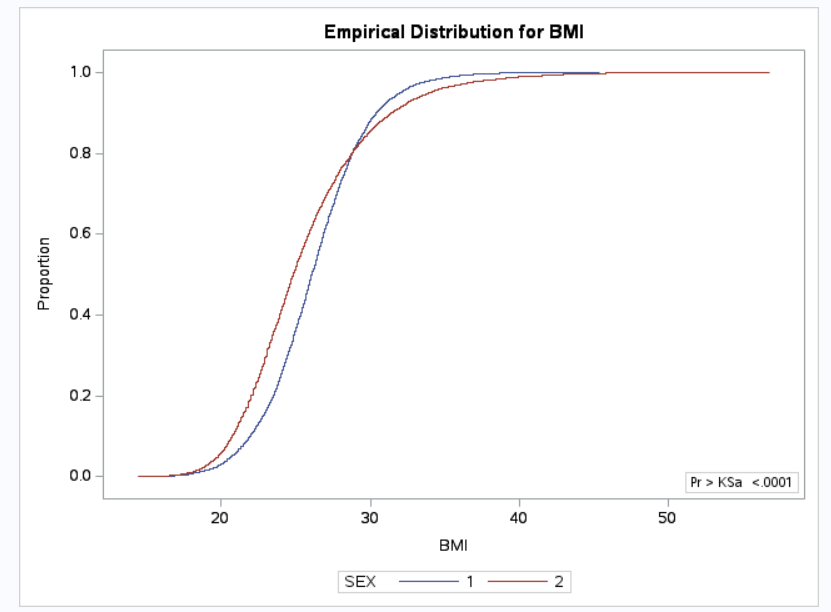 Empirical Distribution for BMI
1.0
0.8
0.6
0.4
0.2
0.0
Proportion
Pr > KSa <.0001
20 30 40 50
BMI
SEX 1 2